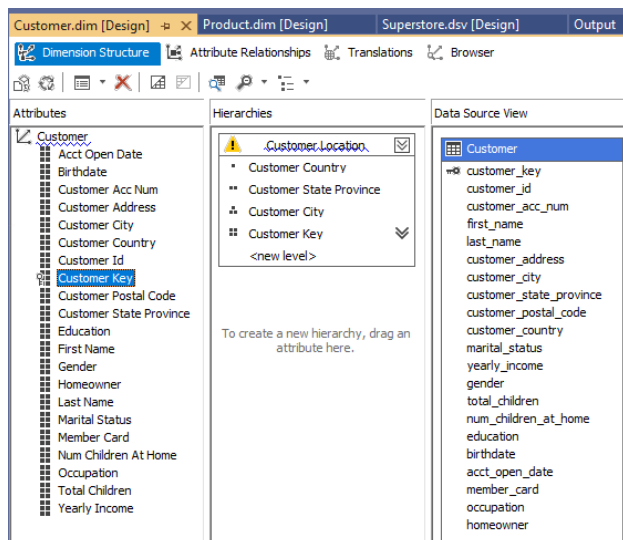 Customer.dim [Design] Product.dim [Design] Superstore.dsv [Design] Output
Dimension Structure Attribute Relationships Translations Browser
Attributes
Customer
Acct Open Date
Birthdate
Customer Acc Num
Customer Address
Customer City
Customer Country
Customer Id
Customer Key
Customer Postal Code
Customer State Province
Education
First Name
Gender
Homeowner
Last Name
Marital Status
Member Card
Num Children At Home
Occupation
Total Children
Yearly Income
Hierarchies
Customer Location
Customer Country
Customer State Province
Customer City
Customer Key
<new level>
To create a new hierarchy, drag an
attribute here.
Data Source View
Customer
customer_key
customer_id
customer_acc_num
first_name
last_name
customer_address
customer_city
customer_state_province
customer_postal_code
customer_country
marital_status
yearly_income
gender
total_children
num_children_at_home
education
birthdate
acct_open_date
member_card
occupation
homeowner